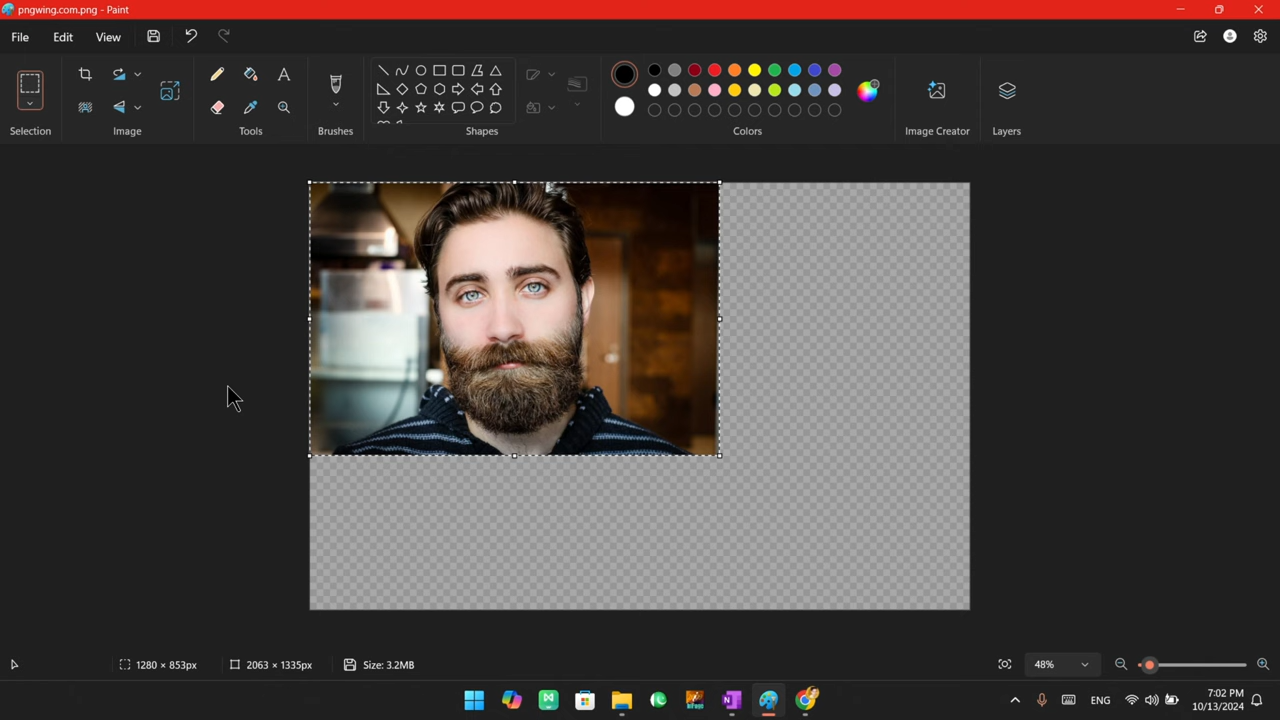 pngwing.com.png - Paint
File Edit View
Selection Image Tools Brushes Shapes Colors Image Creator Layers
1280 × 853px 2063 × 1335px Size: 3.2MB 48%
ENG 7:02 PM
10/13/2024